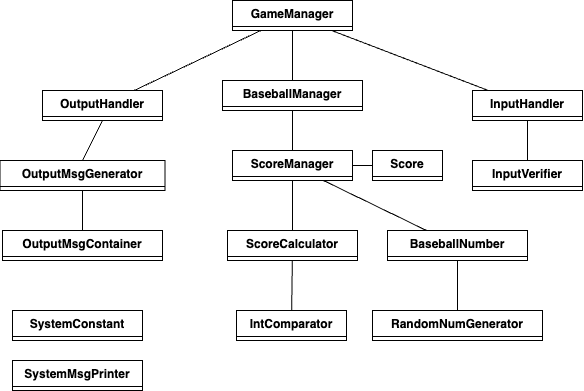 GameManager
OutputHandler
BaseballManager
InputHandler
OutputMsgGenerator
ScoreManager
Score
InputVerifier
OutputMsgContainer
ScoreCalculator
BaseballNumber
SystemConstant
IntComparator
RandomNumGenerator
SystemMsgPrinter